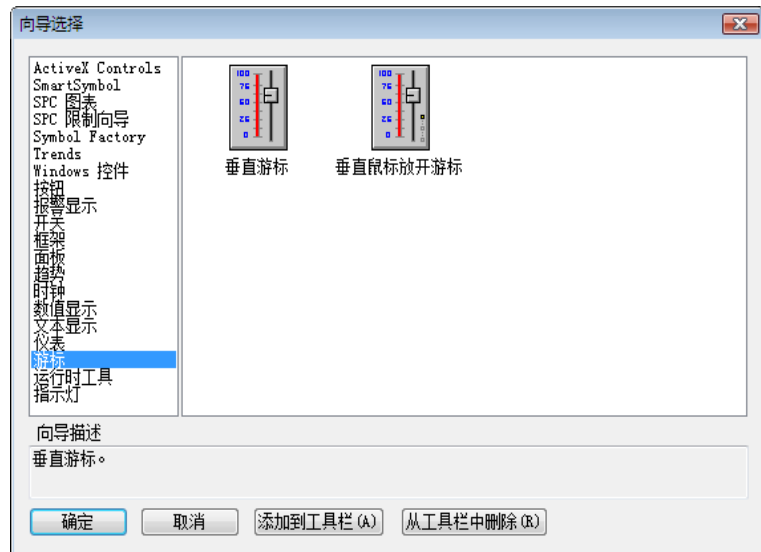 向导选择
ActiveX Controls
SmartSymbol
SPC 图表
SPC 限制向导
Symbol Factory
Trends
Windows 控件
按钮
报警显示
开关
框架
面板
趋势
时钟
数值显示
文本显示
仪表
游标
运行时工具
指示灯
100
75
50
25
0
垂直游标
100
75
50
25
0
垂直鼠标放开游标
向导描述
垂直游标。
确定
取消
添加到工具栏(A)
从工具栏中删除(R)